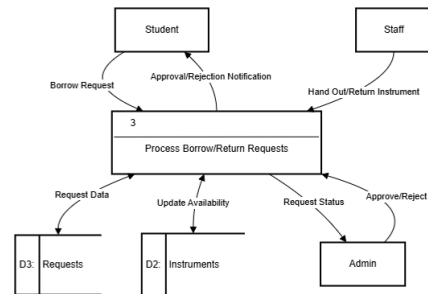 Student
Staff
Borrow Request
Approval/Rejection Notification
Hand Out/Return Instrument
3
Process Borrow/Return Requests
Request Data
Update Availability
Request Status
Approve/Reject
D3:
Requests
D2:
Instruments
Admin